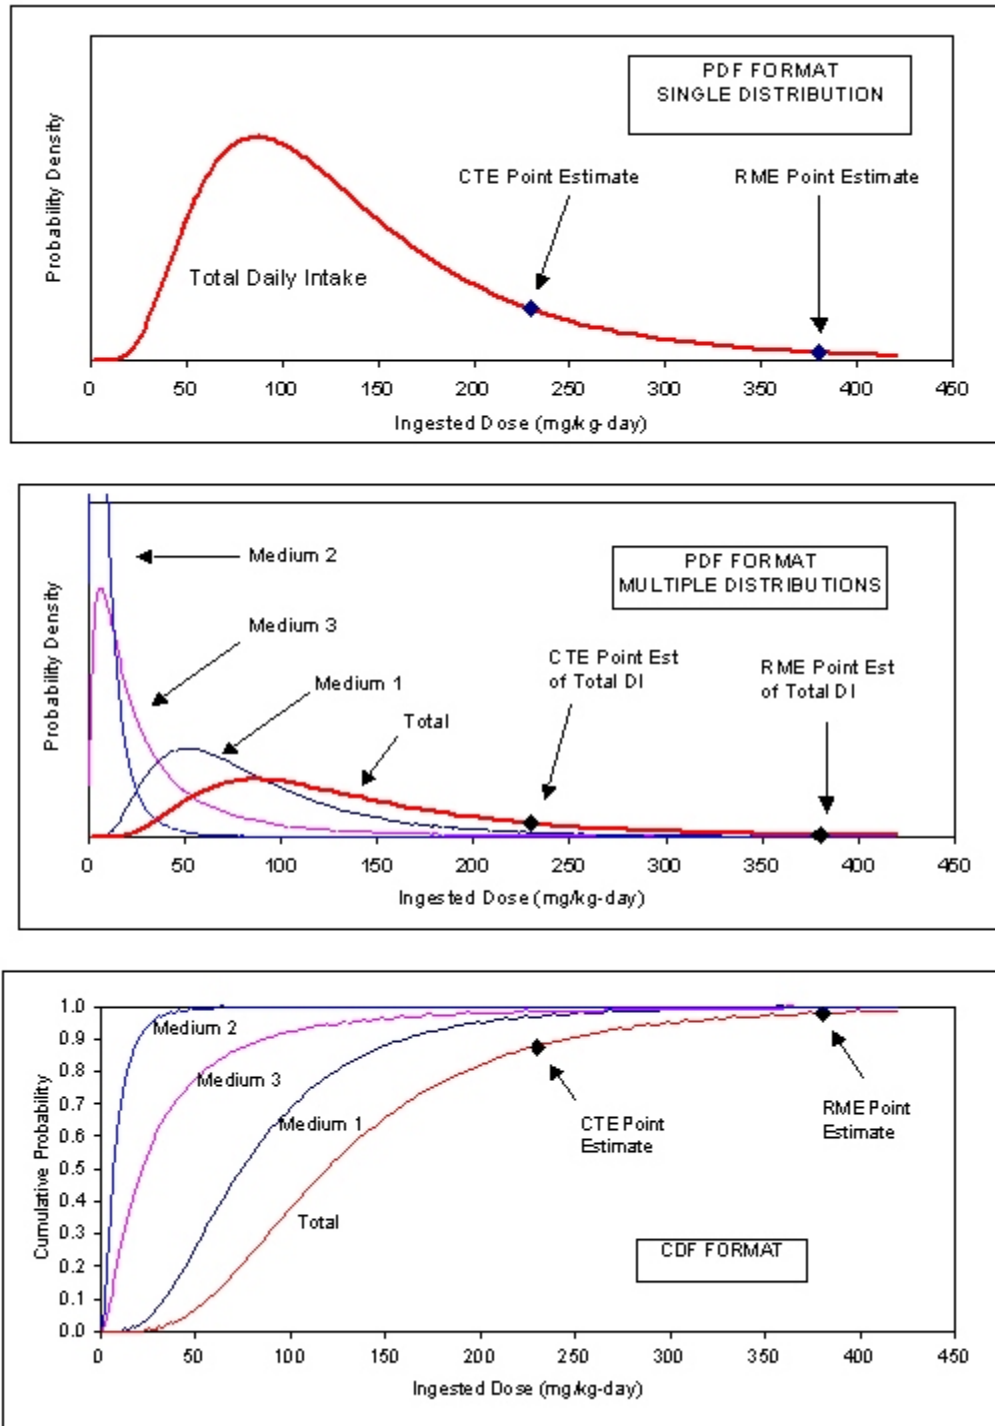 PDF FORMAT
SINGLE DISTRIBUTION
CTE Point Estimate
RME Point Estimate
Total Daily Intake
Probability Density
0 50 100 150 200 250 300 350 400 450
Ingested Dose (mg/kg-day)
PDF FORMAT
MULTIPLE DISTRIBUTIONS
Medium 2
Medium 3
Medium 1
Total
CTE Point Est
of Total DI
RME Point Est
of Total DI
Probability Density
0 50 100 150 200 250 300 350 400 450
Ingested Dose (mg/kg-day)
1.0
0.9
0.8
0.7
0.6
0.5
0.4
0.3
0.2
0.1
0.0
Cumulative Probability
Medium 2
Medium 3
Medium 1
Total
CTE Point
Estimate
RME Point
Estimate
CDF FORMAT
0 50 100 150 200 250 300 350 400 450
Ingested Dose (mg/kg-day)